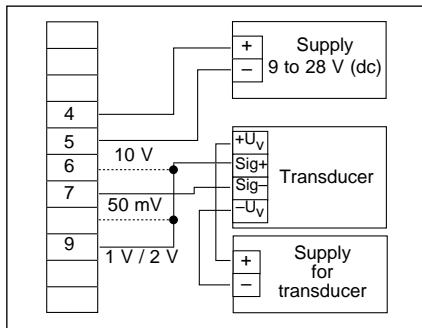 4
5
6
7
9
10 V
50 mV
1 V / 2 V
+
–
Supply
9 to 28 V (dc)
+Uv
Sig+
Sig–
–Uv
Transducer
+
–
Supply
for
transducer